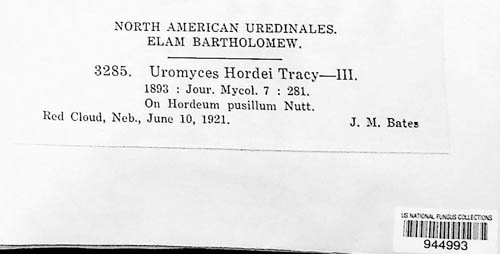 NORTH AMERICAN UREDINALES.
ELAM BARTHOLOMEW.
3285. Uromyces Hordei Tracy—III.
1893 : Jour. Mycol. 7 : 281.
On Hordeum pusillum Nutt.
Red Cloud, Neb., June 10, 1921. J. M. Bates
US NATIONAL FUNGUS COLLECTIONS
944993